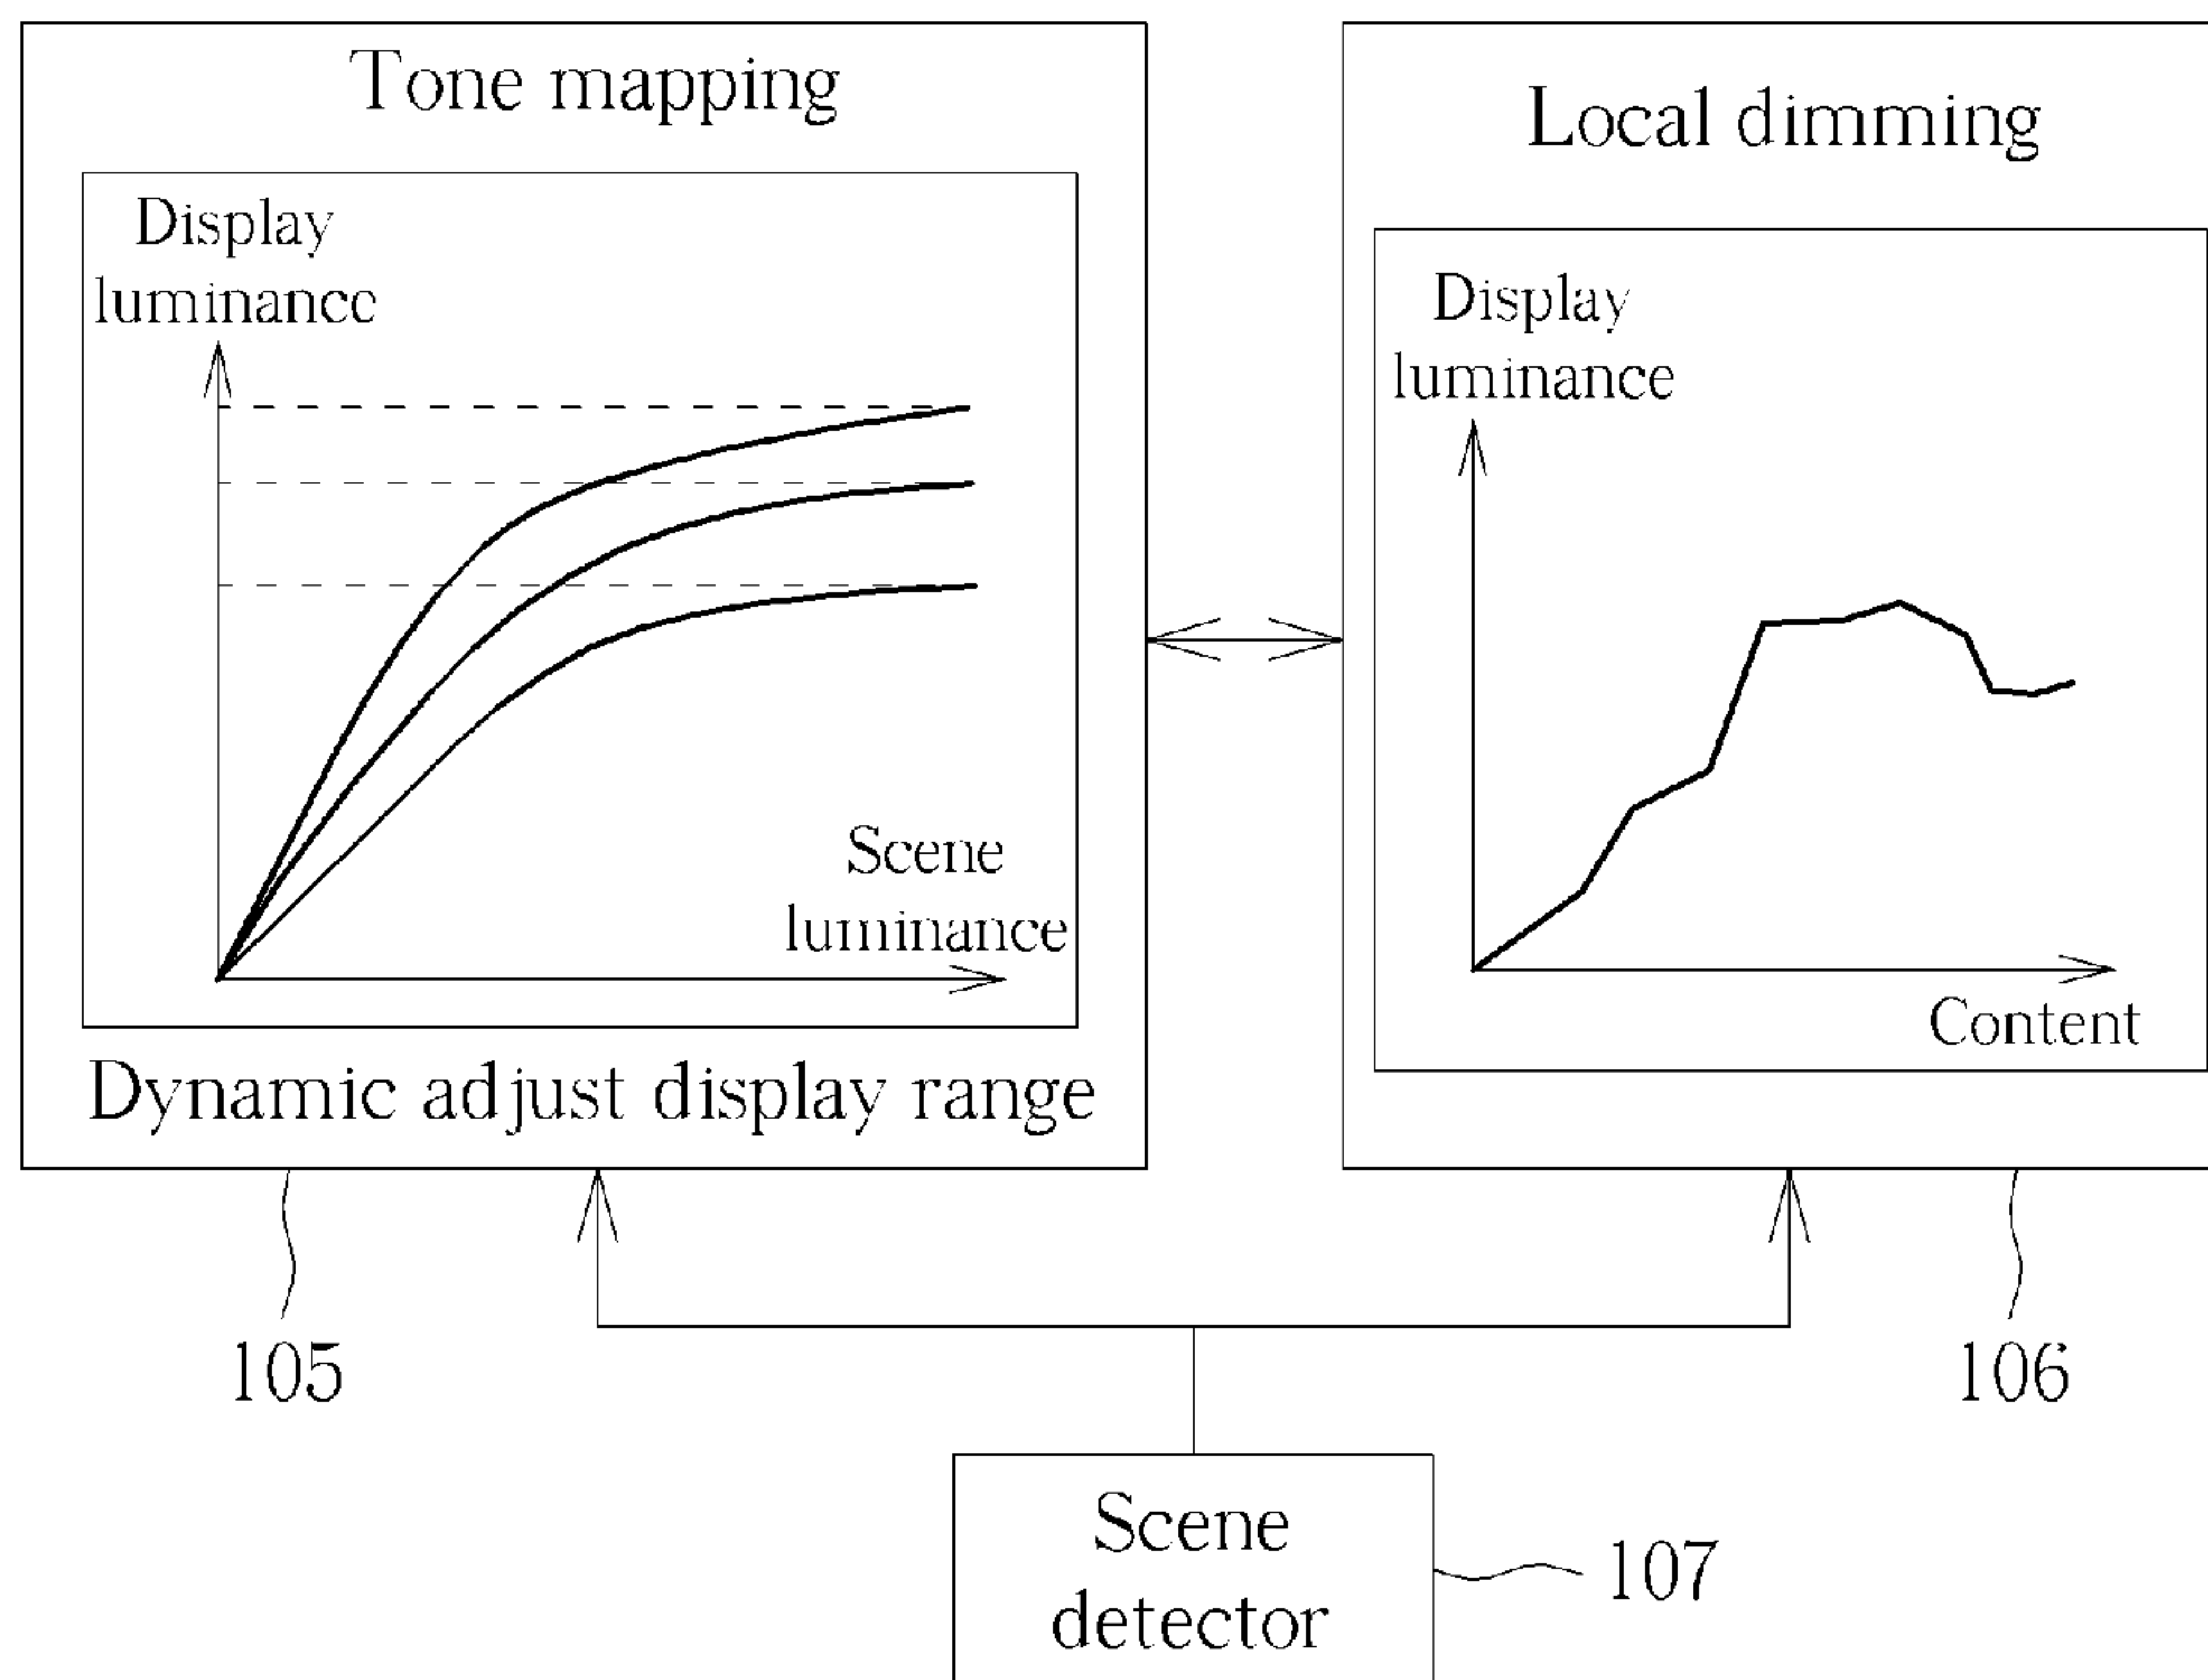 Tone mapping
Display
luminance
Scene
luminance
Dynamic adjust display range
Local dimming
Display
luminance
Content
105
106
Scene
detector
107